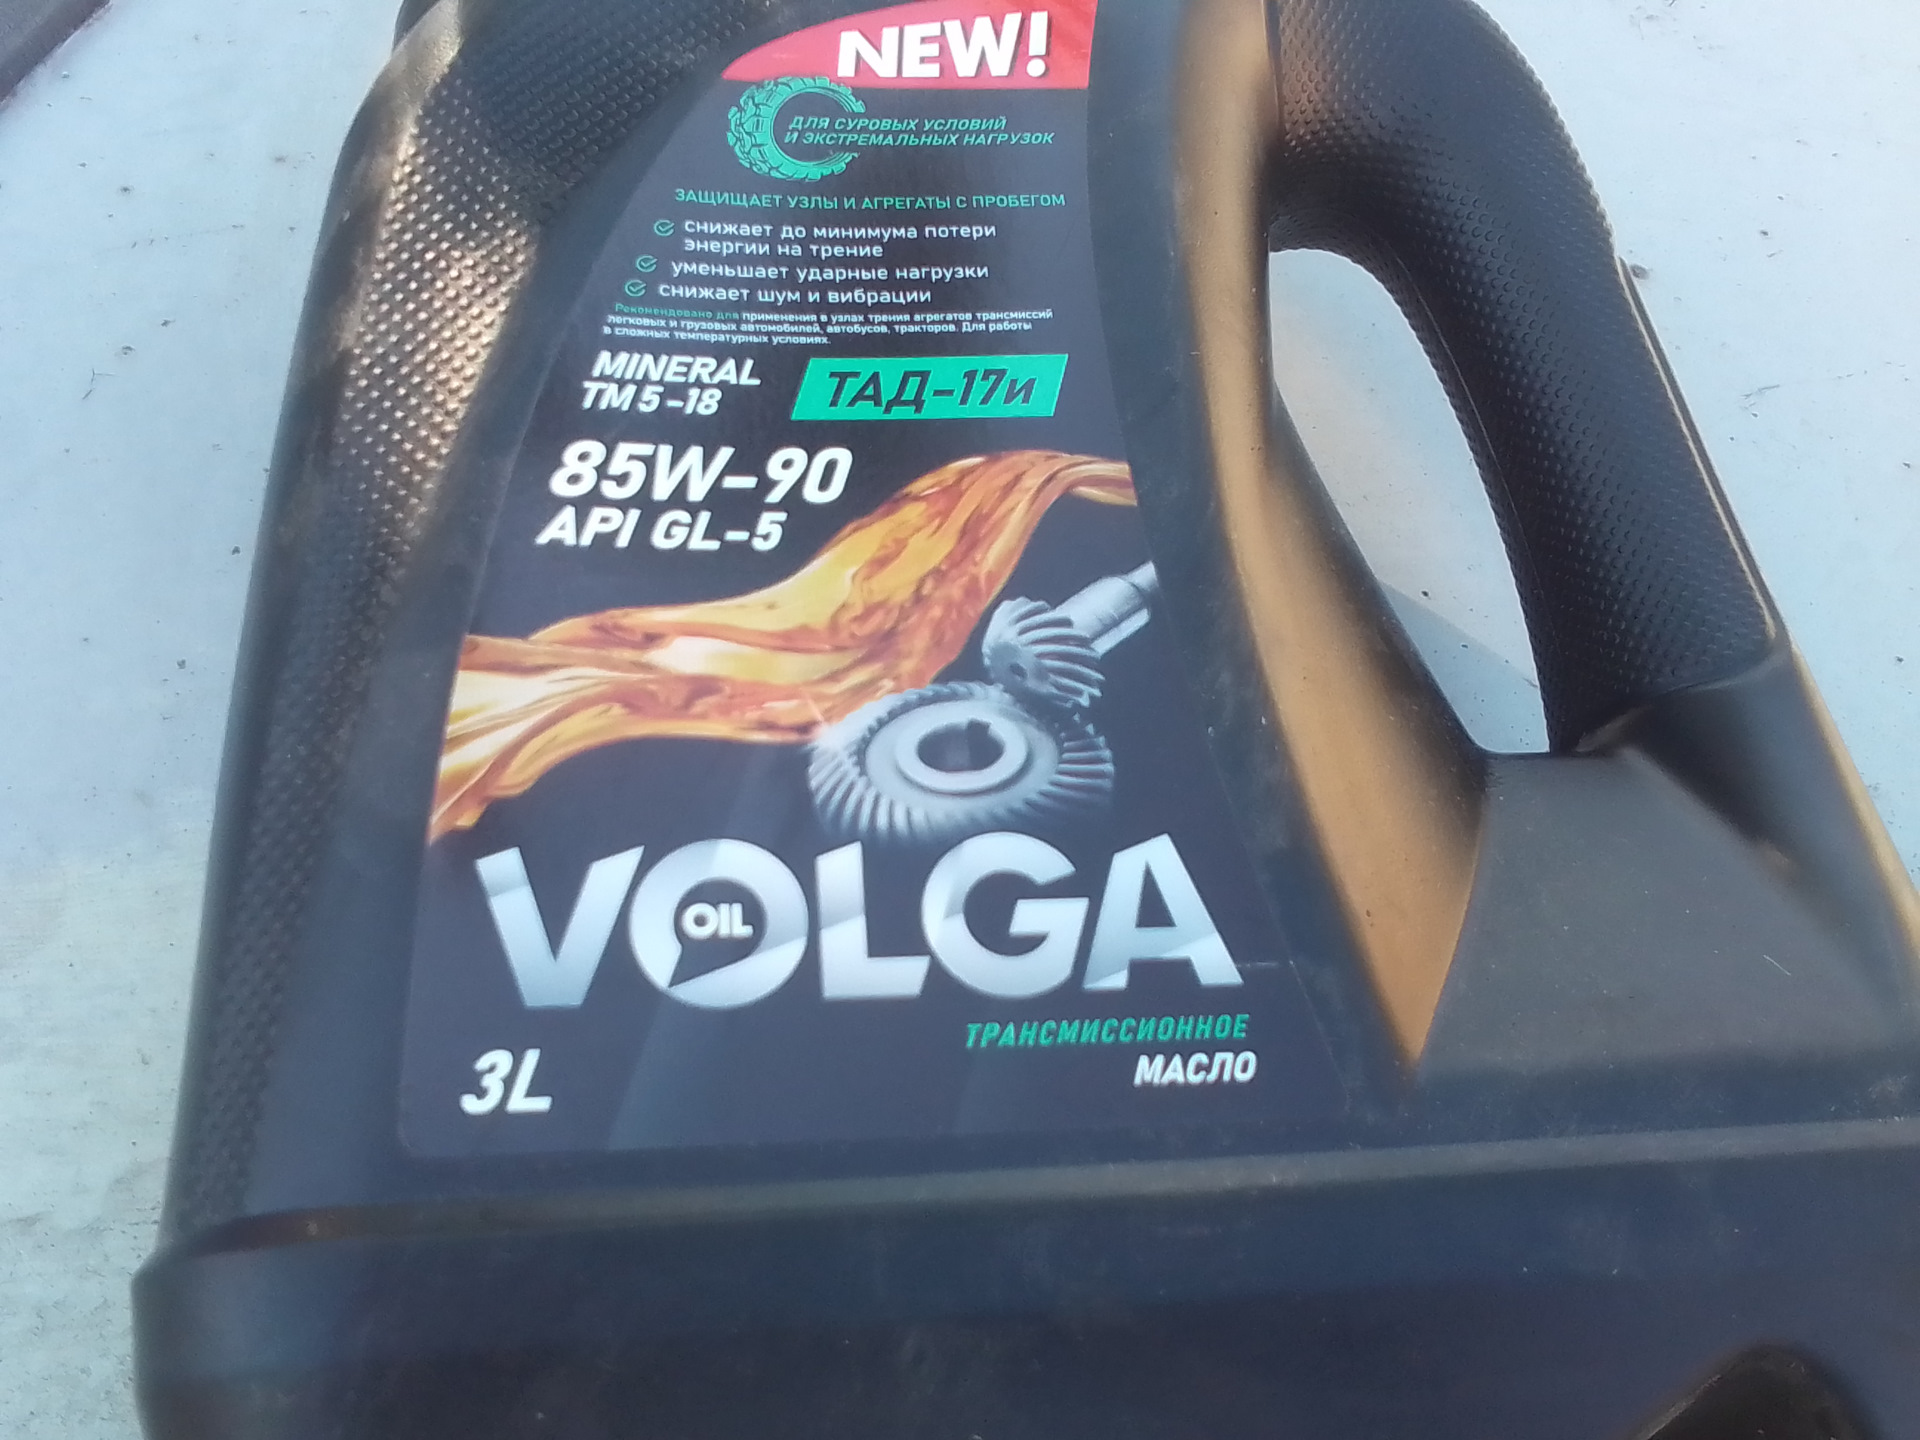 NEW!
ДЛЯ СУРОВЫХ УСЛОВИЙ
И ЭКСТРЕМАЛЬНЫХ НАГРУЗОК
ЗАЩИЩАЕТ УЗЛЫ И АГРЕГАТЫ С ПРОБЕГОМ
снижает до минимума потери
энергии на трение
уменьшает ударные нагрузки
снижает шум и вибрации
Рекомендовано для применения в узлах трения агрегатов трансмиссий
легковых и грузовых автомобилей, автобусов, тракторов. Для работы
в сложных температурных условиях.
MINERAL
TM 5-18
ТАД-17и
85W-90
API GL-5
VOLGA
OIL
ТРАНСМИССИОННОЕ
МАСЛО
3L